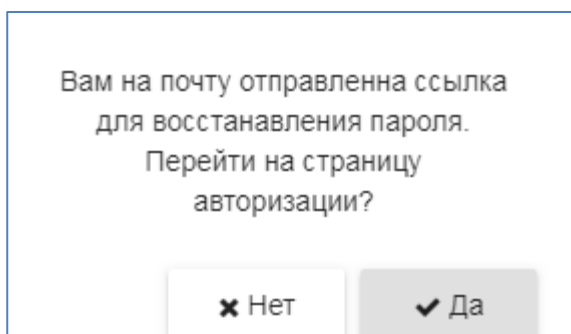 Вам на почту отправленна ссылка
для восстанавления пароля.
Перейти на страницу
авторизации?
✖ Нет ✔ Да